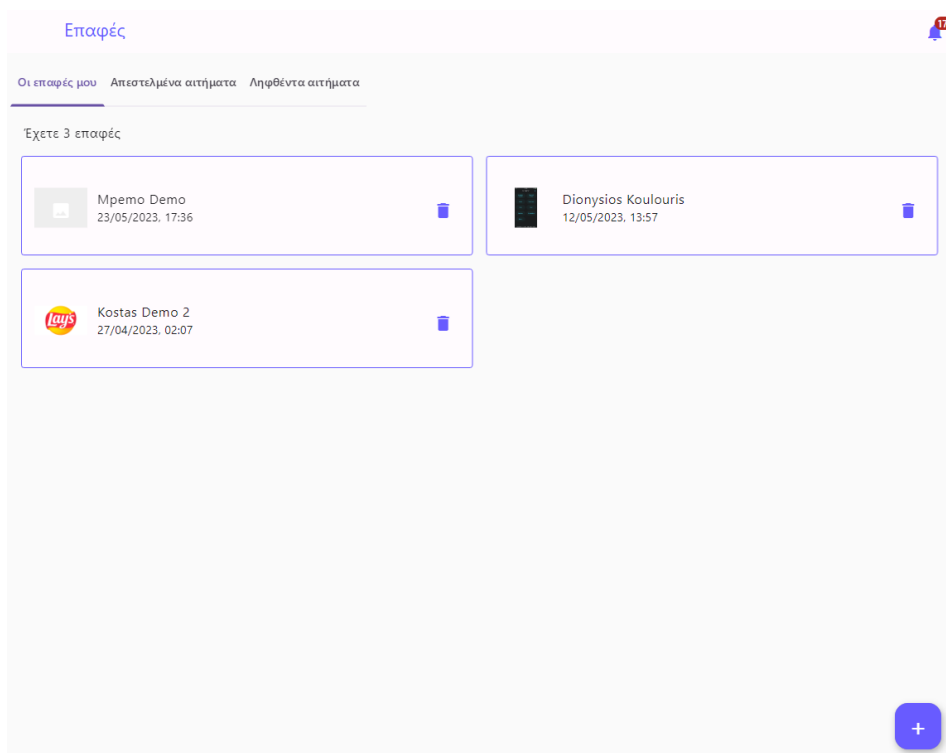 Επαφές
17
Οι επαφές μου Απεσταλμένα αιτήματα Ληφθέντα αιτήματα
Έχετε 3 επαφές
Mpemo Demo
23/05/2023, 17:36
Dionysios Koulouris
12/05/2023, 13:57
Lay's
Kostas Demo 2
27/04/2023, 02:07
+